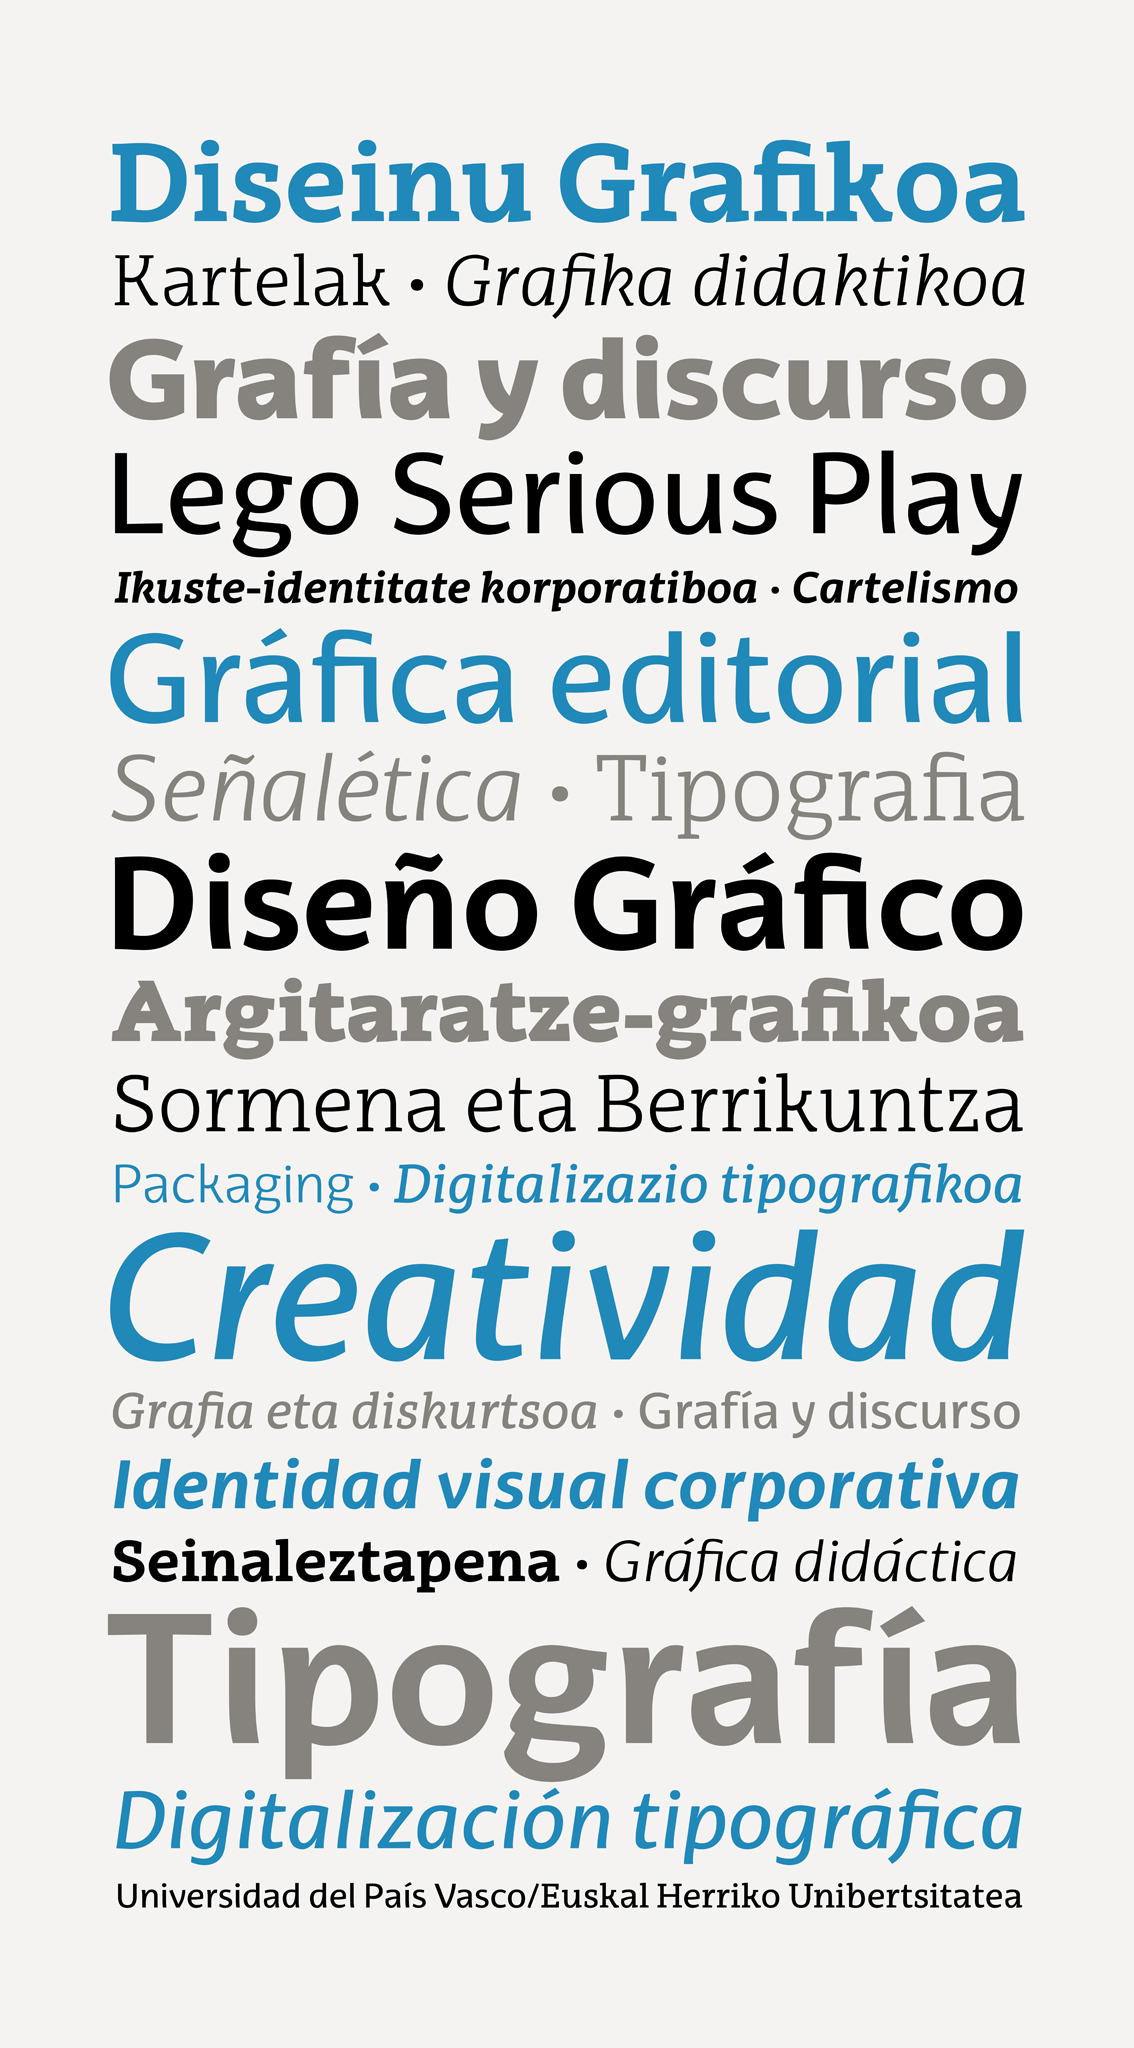 Diseinu Grafikoa
Kartelak • Grafika didaktikoa
Grafía y discurso
Lego Serious Play
Ikuste-identitate korporatiboa · Cartelismo
Gráfica editorial
Señalética • Tipografia
Diseño Gráfico
Argitaratze-grafikoa
Sormena eta Berrikuntza
Packaging • Digitalizazio tipografikoa
Creatividad
Grafia eta diskurtsoa · Grafía y discurso
Identidad visual corporativa
Seinaleztapena • Gráfica didáctica
Tipografía
Digitalización tipográfica
Universidad del País Vasco/Euskal Herriko Unibertsitatea